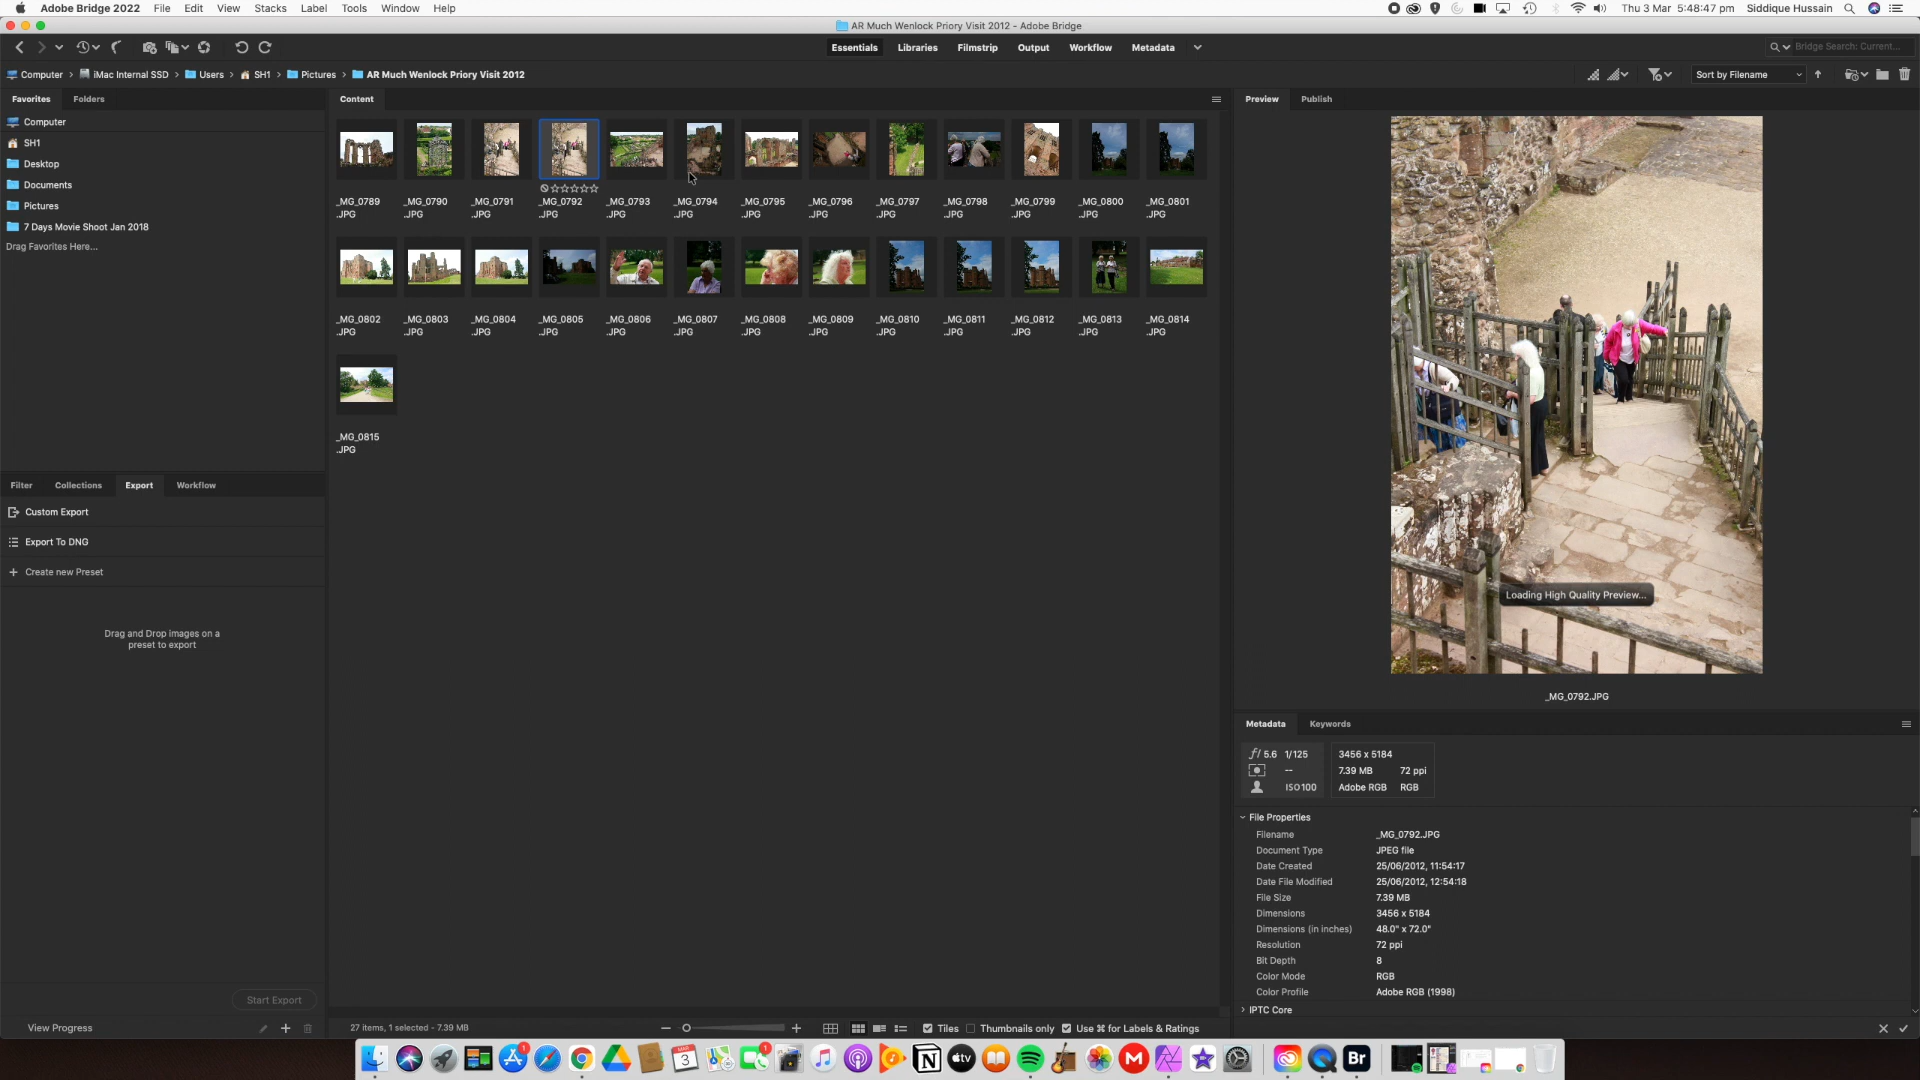 Adobe Bridge 2022 File Edit View Stacks Label Tools Window Help Thu 3 Mar 5:48:47 pm Siddique Hussain
AR Much Wenlock Priory Visit 2012 - Adobe Bridge
Essentials Libraries Filmstrip Output Workflow Metadata Bridge Search: Current...
Computer > iMac Internal SSD > Users > SH1 > Pictures > AR Much Wenlock Priory Visit 2012 Sort by Filename
Favorites Folders
Computer
SH1
Desktop
Documents
Pictures
7 Days Movie Shoot Jan 2018
Drag Favorites Here...
Filter Collections Export Workflow
Custom Export
Export To DNG
+ Create new Preset
Drag and Drop images on a
preset to export
Start Export
View Progress
Content
_MG_0789 _MG_0790 _MG_0791 _MG_0792 _MG_0793 _MG_0794 _MG_0795 _MG_0796 _MG_0797 _MG_0798 _MG_0799 _MG_0800 _MG_0801
.JPG .JPG .JPG .JPG .JPG .JPG .JPG .JPG .JPG .JPG .JPG .JPG .JPG
_MG_0802 _MG_0803 _MG_0804 _MG_0805 _MG_0806 _MG_0807 _MG_0808 _MG_0809 _MG_0810 _MG_0811 _MG_0812 _MG_0813 _MG_0814
.JPG .JPG .JPG .JPG .JPG .JPG .JPG .JPG .JPG .JPG .JPG .JPG .JPG
_MG_0815
.JPG
27 items, 1 selected - 7.39 MB Tiles Thumbnails only Use ⌘ for Labels & Ratings
Preview Publish
Loading High Quality Preview...
_MG_0792.JPG
Metadata Keywords
f/ 5.6 1/125 3456 x 5184
-- 7.39 MB 72 ppi
ISO100 Adobe RGB RGB
File Properties
Filename _MG_0792.JPG
Document Type JPEG file
Date Created 25/06/2012, 11:54:17
Date File Modified 25/06/2012, 12:54:18
File Size 7.39 MB
Dimensions 3456 x 5184
Dimensions (in inches) 48.0" x 72.0"
Resolution 72 ppi
Bit Depth 8
Color Mode RGB
Color Profile Adobe RGB (1998)
IPTC Core
1 MAR 3 1 N tv M Br